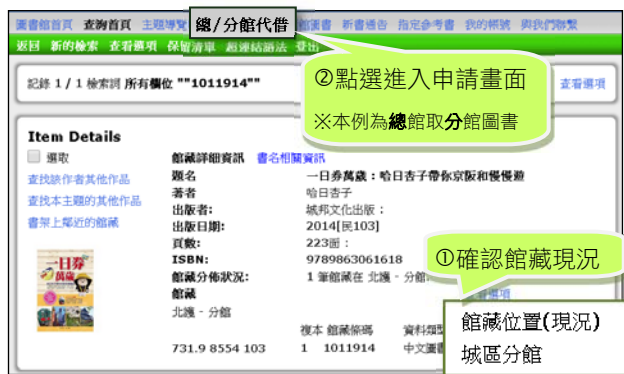 圖書館首頁 查詢首頁 主題導覽 總/分館代借 館圖書 新書通告 指定參考書 我的帳號 與我們聯繫
返回 新的檢索 查看選項 保留清單 超連結語法 登出
記錄 1 / 1 檢索詞 所有欄位 ""1011914""
查看選項
②點選進入申請畫面
※本例為總館取分館圖書
Item Details
選取
館藏詳細資訊 書名相關資訊
查找該作者其他作品
查找本主題的其他作品
書架上鄰近的館藏
題名 一日券萬歲：哈日杏子帶你京阪和慢慢遊
著者 哈日杏子
出版者: 城邦文化出版；
出版日期: 2014[民103]
頁數: 223面；
ISBN: 9789863061618
館藏分佈狀況: 1 筆館藏在 北護 - 分館
館藏
查看選項
北護 - 分館
複本 館藏條碼 資料類型
731.9 8554 103 1 1011914 中文圖書
一日券
萬歲
①確認館藏現況
館藏位置(現況)
城區分館